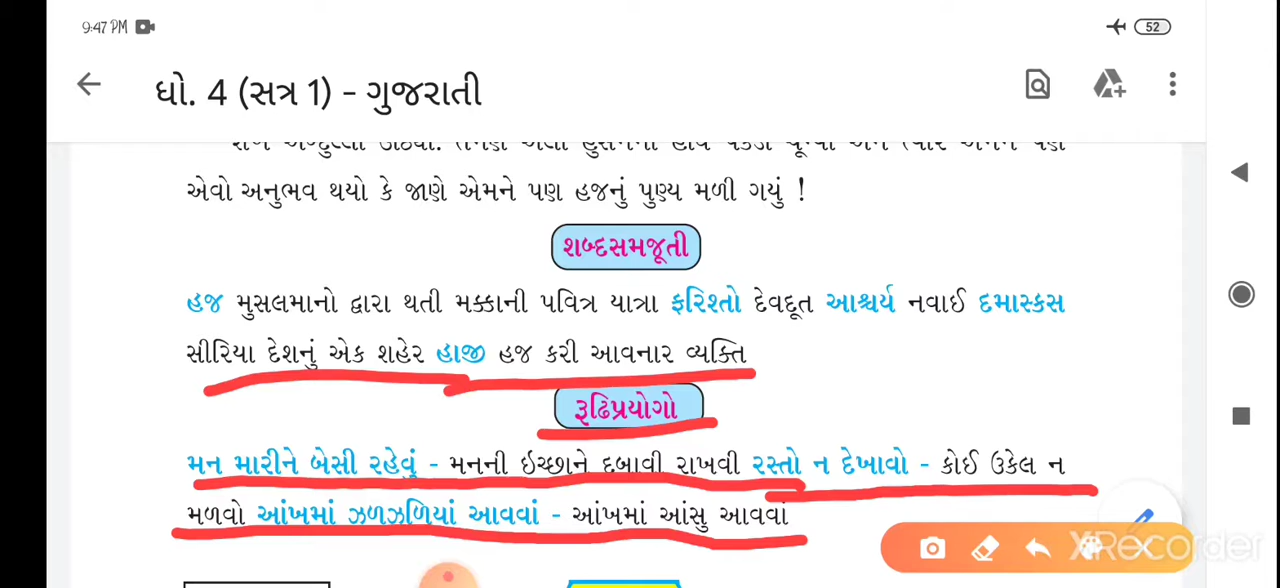 9:47 PM
52
ધો. 4 (સત્ર 1) - ગુજરાતી
એવો અનુભવ થયો કે જાણે એમને પણ હજનું પુણ્ય મળી ગયું !
શબ્દસમજૂતી
હજ મુસલમાનો દ્વારા થતી મક્કાની પવિત્ર યાત્રા ફરિશ્તો દેવદૂત આશ્ચર્ય નવાઈ દમાસ્કસ
સીરિયા દેશનું એક શહેર હાજી હજ કરી આવનાર વ્યક્તિ
રૂઢિપ્રયોગો
મન મારીને બેસી રહેવું - મનની ઇચ્છાને દબાવી રાખવી રસ્તો ન દેખાવો - કોઈ ઉકેલ ન
મળવો આંખમાં ઝળઝળિયાં આવવાં - આંખમાં આંસુ આવવાં
XRecorder